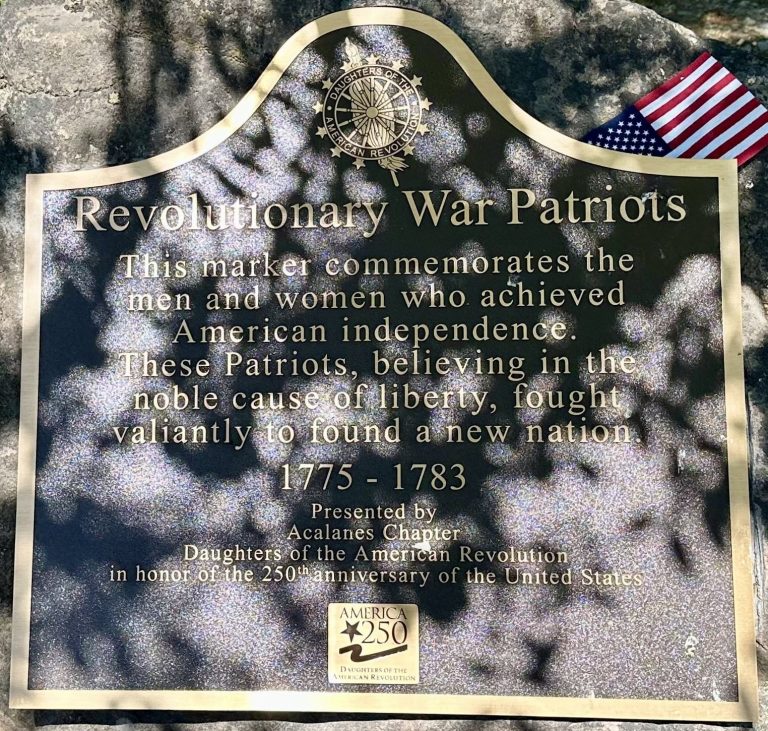 DAUGHTERS OF THE
AMERICAN REVOLUTION
Revolutionary War Patriots
This marker commemorates the
men and women who achieved
American independence.
These Patriots, believing in the
noble cause of liberty, fought
valiantly to found a new nation.
1775 - 1783
Presented by
Acalanes Chapter
Daughters of the American Revolution
in honor of the 250th anniversary of the United States
AMERICA
250
DAUGHTERS OF THE
AMERICAN REVOLUTION